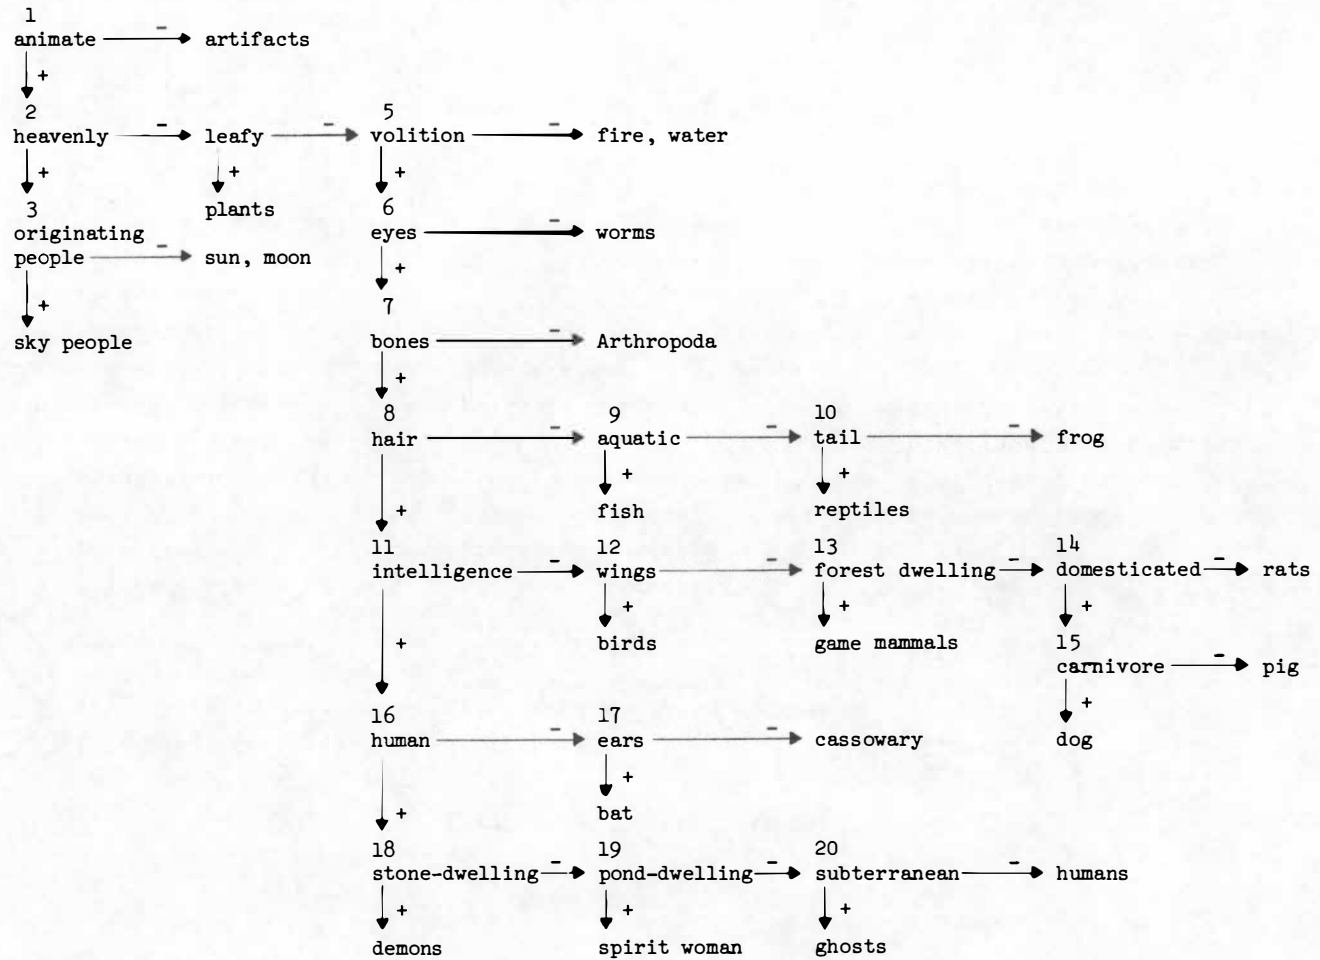 1
animate - artifacts
+
2 5
heavenly - leafy - volition - fire, water
+ + +
3 plants 6
originating eyes - worms
people - sun, moon +
+ 7
sky people bones - Arthropoda
+
8 9 10
hair - aquatic - tail - frog
+ +
fish reptiles
+
11 12 13 14
intelligence - wings - forest dwelling - domesticated - rats
+ + +
+ birds game mammals 15
carnivore - pig
+
16 17
human - ears - cassowary dog
+
+ bat
18 19 20
stone-dwelling - pond-dwelling - subterranean - humans
+ + +
demons spirit woman ghosts